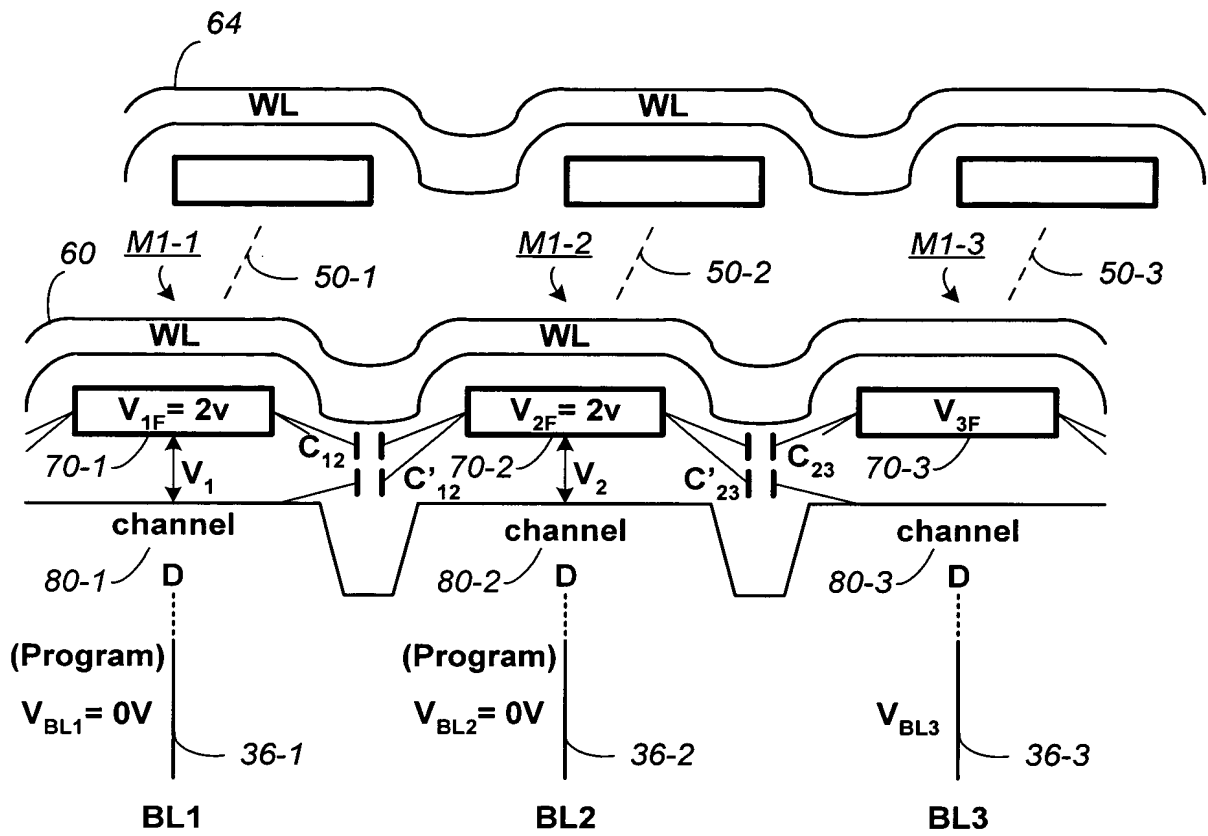 64
WL WL
60
M1-1 50-1 M1-2 50-2 M1-3 50-3
WL WL
V1F= 2v V2F= 2v V3F
C12 C23
70-1 V1 C'12 70-2 V2 C'23 70-3
channel channel channel
80-1 D 80-2 D 80-3 D
(Program) (Program)
VBL1= 0V VBL2= 0V VBL3
36-1 36-2 36-3
BL1 BL2 BL3